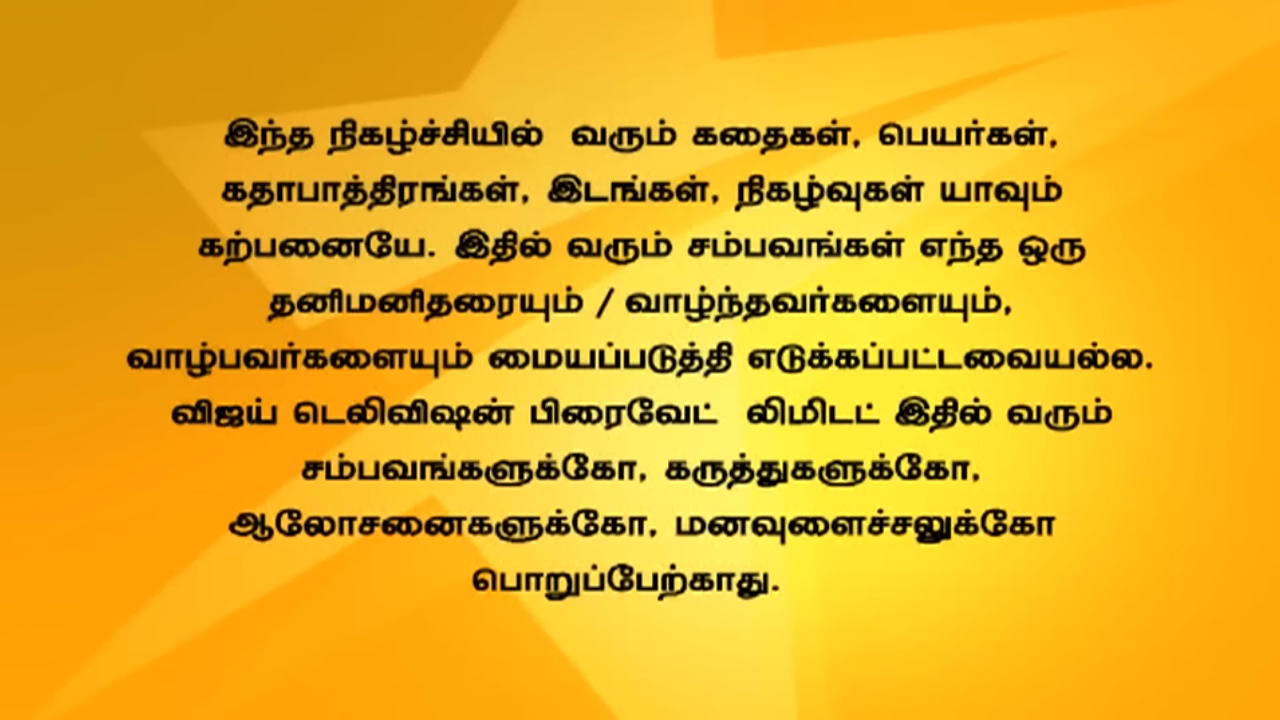 இந்த நிகழ்ச்சியில் வரும் கதைகள், பெயர்கள்,
கதாபாத்திரங்கள், இடங்கள், நிகழ்வுகள் யாவும்
கற்பனையே. இதில் வரும் சம்பவங்கள் எந்த ஒரு
தனிமனிதரையும் / வாழ்ந்தவர்களையும்,
வாழ்பவர்களையும் மையப்படுத்தி எடுக்கப்பட்டவையல்ல.
விஜய் டெலிவிஷன் பிரைவேட் லிமிடட் இதில் வரும்
சம்பவங்களுக்கோ, கருத்துகளுக்கோ,
ஆலோசனைகளுக்கோ, மனவுளைச்சலுக்கோ
பொறுப்பேற்காது.